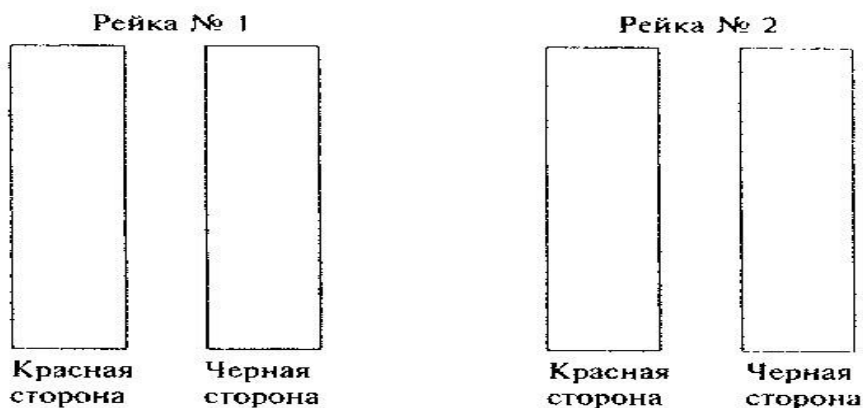 Рейка № 1
Рейка № 2
Красная сторона
Черная сторона
Красная сторона
Черная сторона